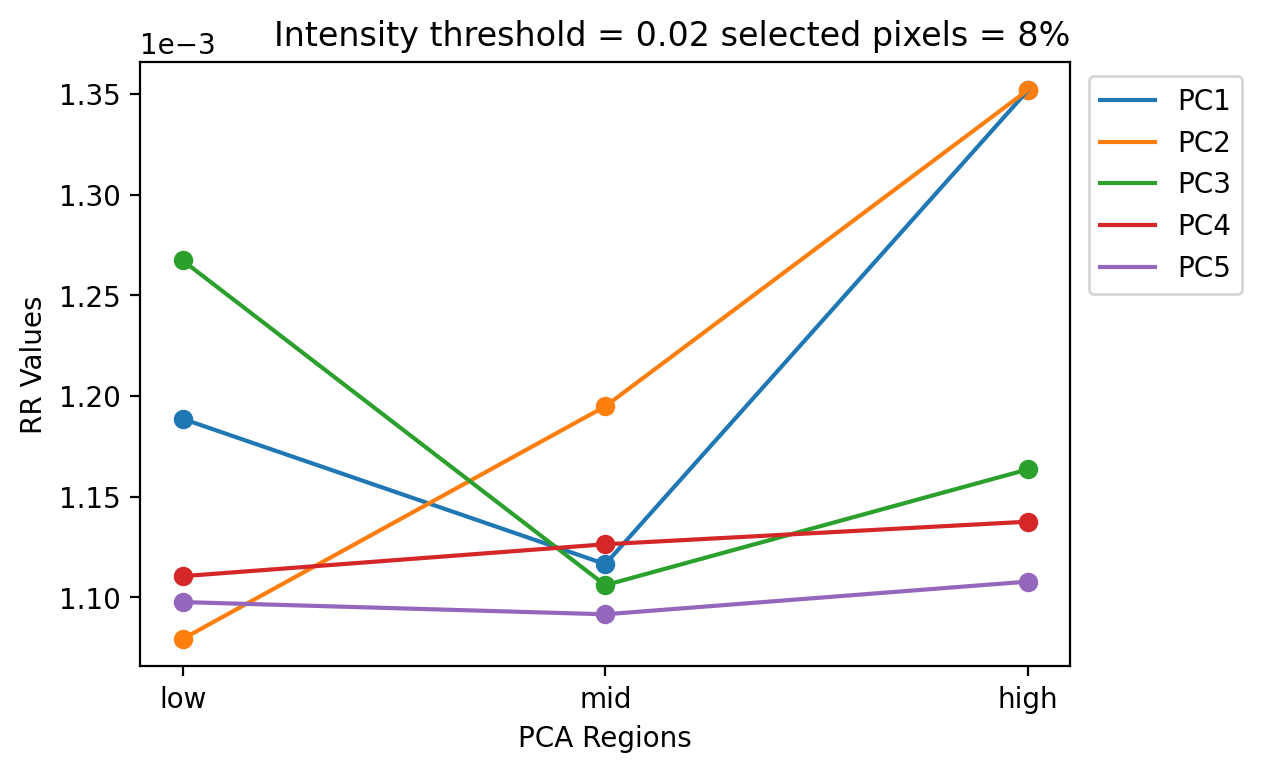 Intensity threshold = 0.02 selected pixels = 8%
1e−3
1.35
1.30
1.25
1.20
1.15
1.10
RR Values
low
mid
high
PCA Regions
PC1
PC2
PC3
PC4
PC5